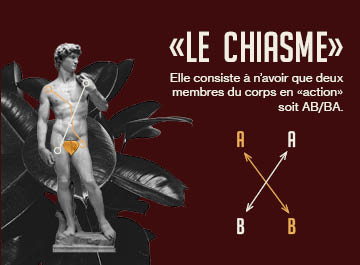 «LE CHIASME»
Elle consiste à n'avoir que deux
membres du corps en «action»
soit AB/BA.
A A
B B